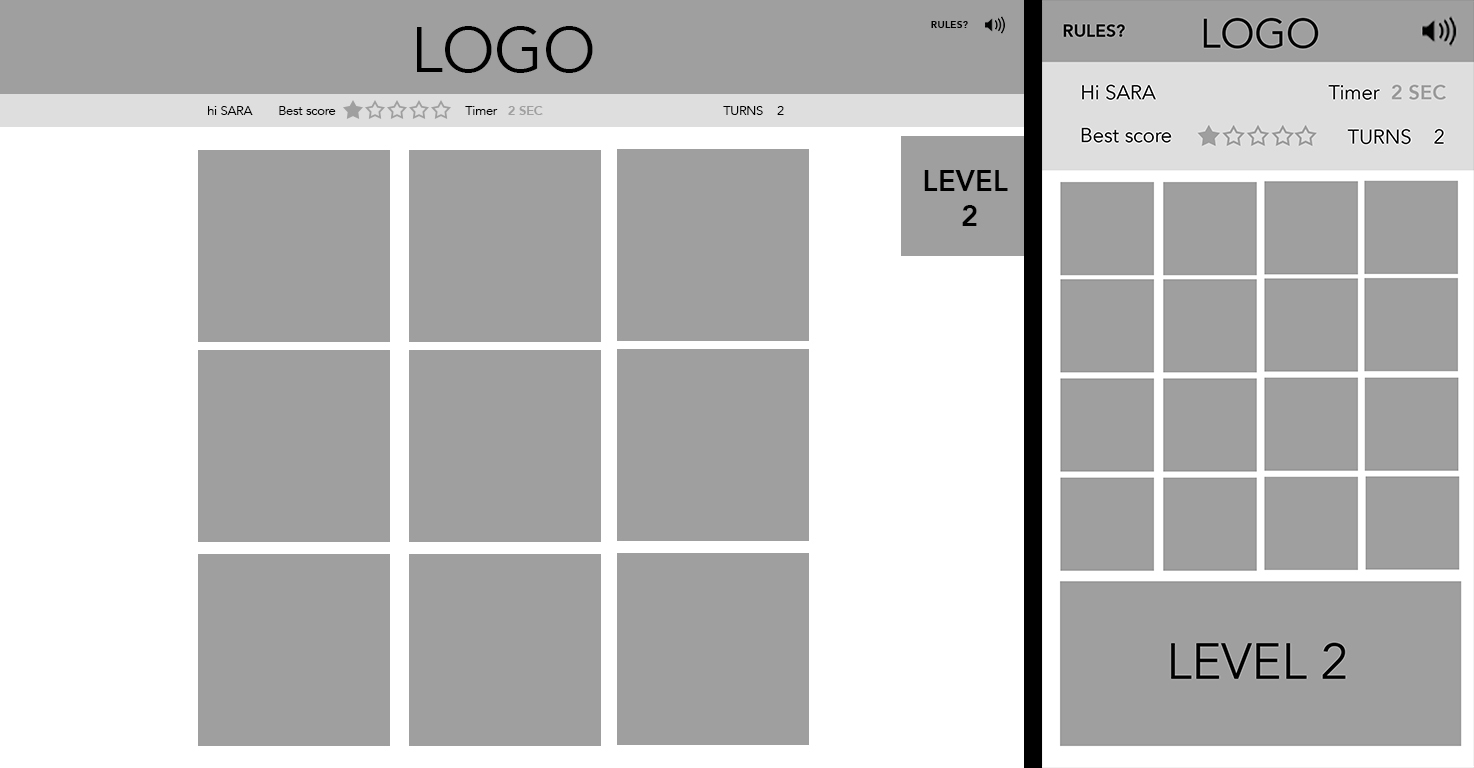 LOGO
RULES?
hi SARA Best score Timer 2 SEC TURNS 2
LEVEL
2
RULES? LOGO
Hi SARA Timer 2 SEC
Best score TURNS 2
LEVEL 2